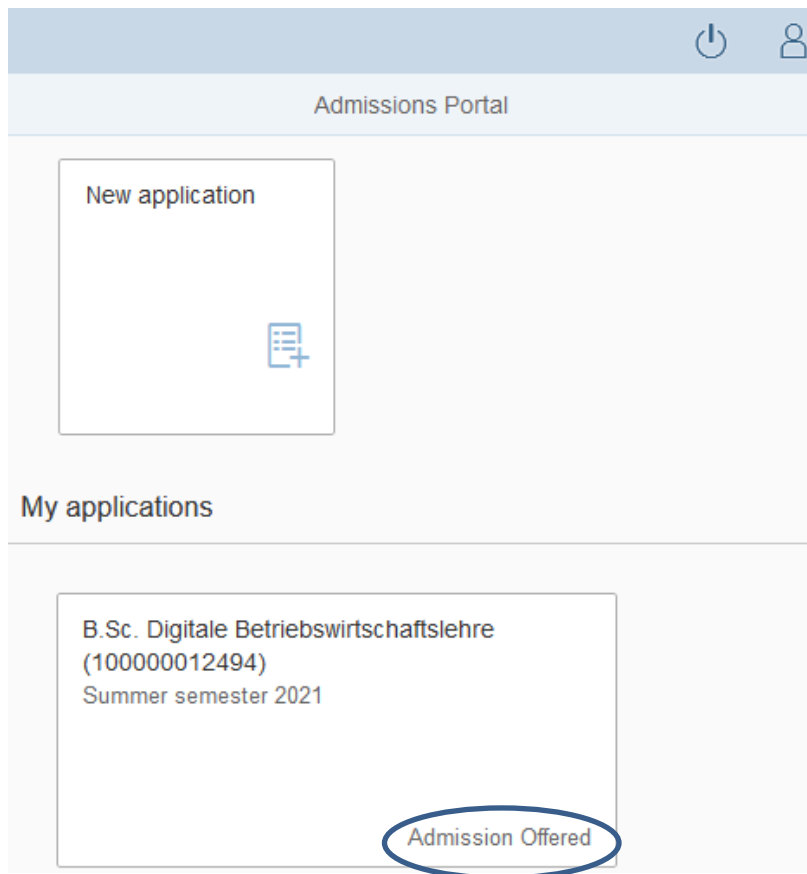 Admissions Portal
New application
My applications
B.Sc. Digitale Betriebswirtschaftslehre
(100000012494)
Summer semester 2021
Admission Offered